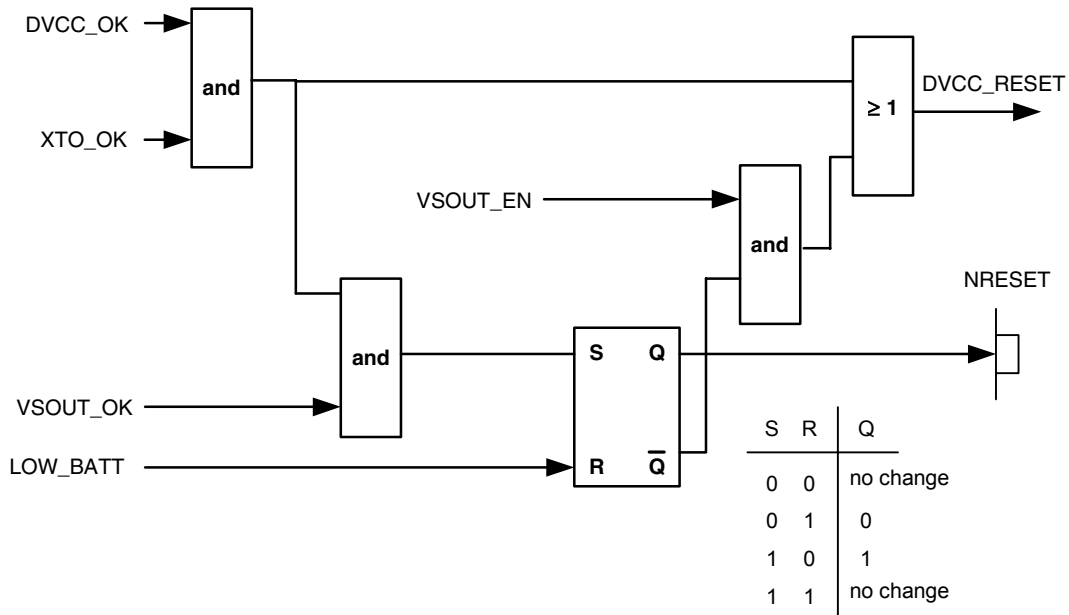 DVCC_OK
and
XTO_OK
≥ 1
DVCC_RESET
VSOUT_EN
and
NRESET
and
S Q
VSOUT_OK
LOW_BATT
R Q̅
S R Q
0 0 no change
0 1 0
1 0 1
1 1 no change